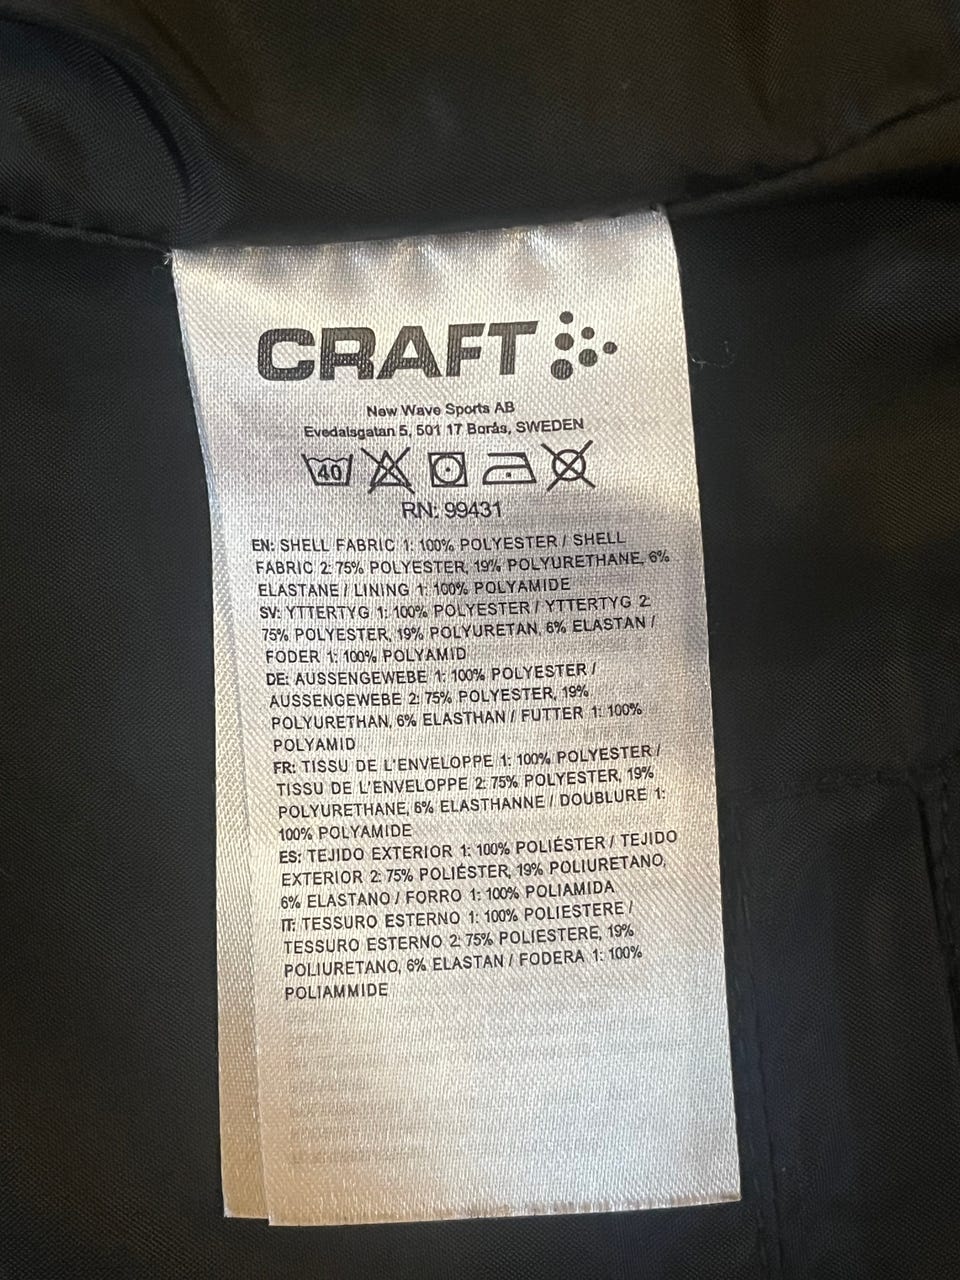 CRAFT
New Wave Sports AB
Evedalsgatan 5, 501 17 Borås, SWEDEN
40
RN: 99431
EN: SHELL FABRIC 1: 100% POLYESTER / SHELL
FABRIC 2: 75% POLYESTER, 19% POLYURETHANE, 6%
ELASTANE / LINING 1: 100% POLYAMIDE
SV: YTTERTYG 1: 100% POLYESTER / YTTERTYG 2:
75% POLYESTER, 19% POLYURETAN, 6% ELASTAN /
FODER 1: 100% POLYAMID
DE: AUSSENGEWEBE 1: 100% POLYESTER /
AUSSENGEWEBE 2: 75% POLYESTER, 19%
POLYURETHAN, 6% ELASTHAN / FUTTER 1: 100%
POLYAMID
FR: TISSU DE L'ENVELOPPE 1: 100% POLYESTER /
TISSU DE L'ENVELOPPE 2: 75% POLYESTER, 19%
POLYURETHANE, 6% ELASTHANNE / DOUBLURE 1:
100% POLYAMIDE
ES: TEJIDO EXTERIOR 1: 100% POLIÉSTER / TEJIDO
EXTERIOR 2: 75% POLIÉSTER, 19% POLIURETANO,
6% ELASTANO / FORRO 1: 100% POLIAMIDA
IT: TESSURO ESTERNO 1: 100% POLIESTERE /
TESSURO ESTERNO 2: 75% POLIESTERE, 19%
POLIURETANO, 6% ELASTAN / FODERA 1: 100%
POLIAMMIDE